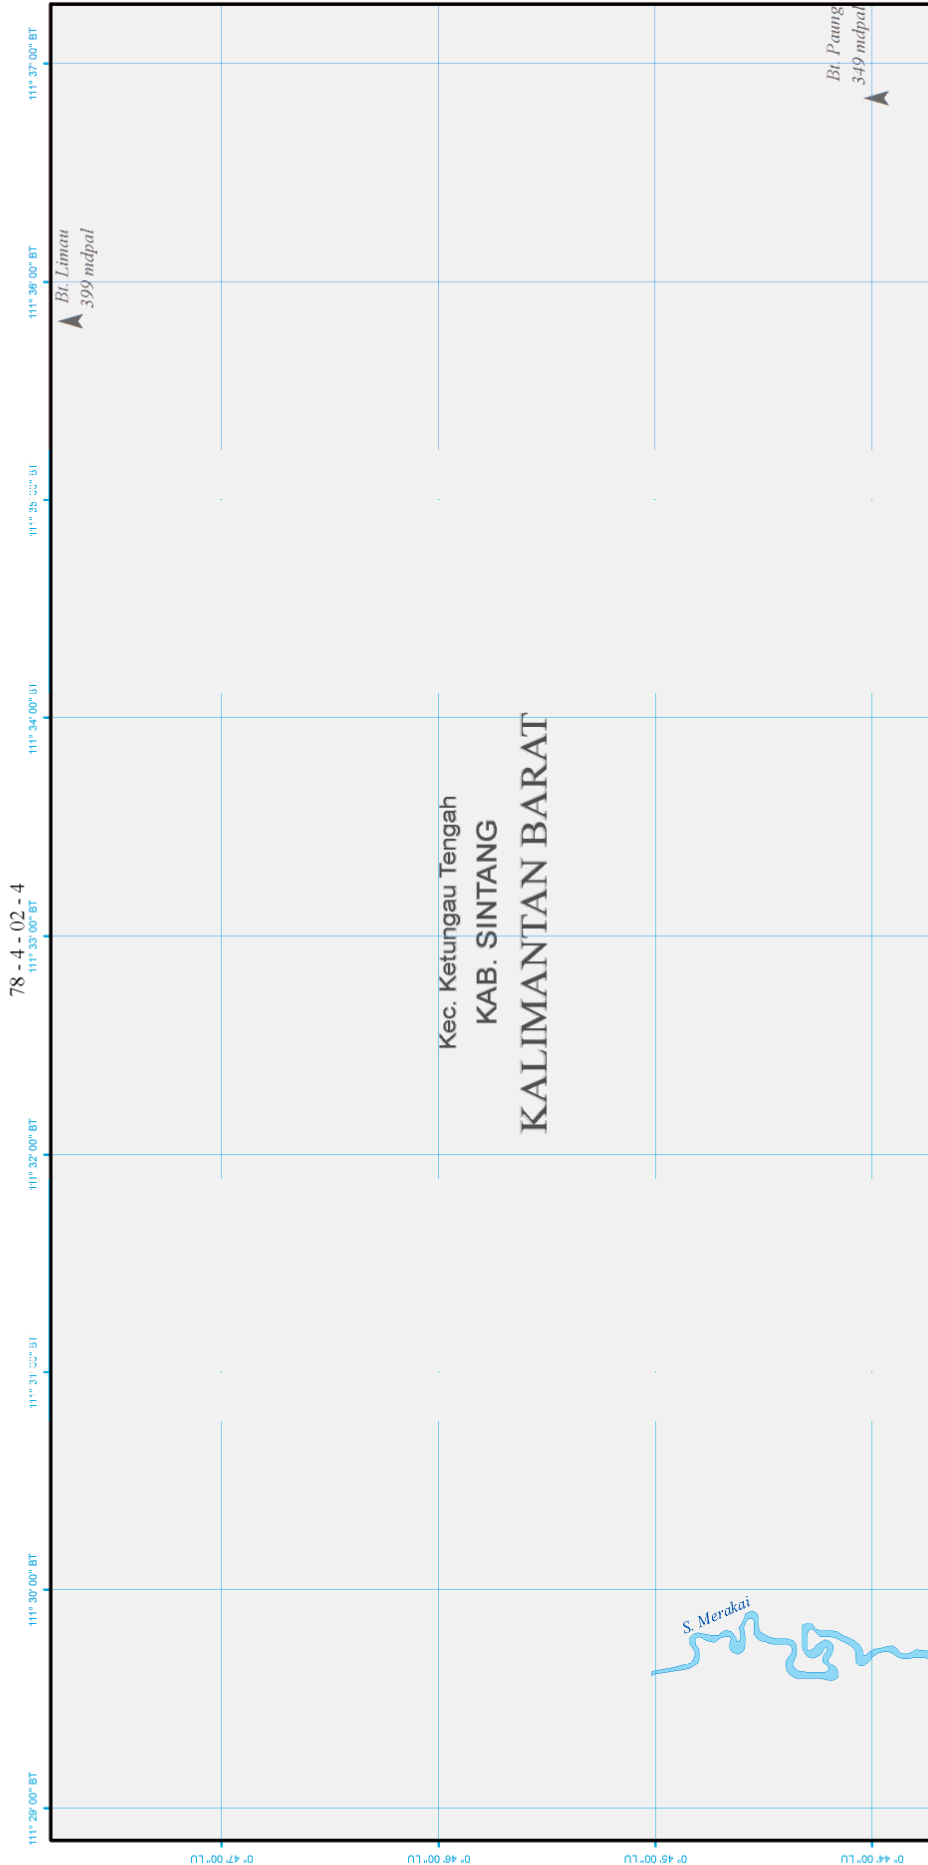 78 - 4 - 02 - 4
111° 29' 00" BT
111° 30' 00" BT
111° 32' 00" BT
111° 33' 00" BT
111° 34' 00" BT
111° 36' 00" BT
111° 37' 00" BT
Bt. Limau
399 mdpal
Bt. Paung
349 mdpal
Kec. Ketungau Tengah
KAB. SINTANG
KALIMANTAN BARAT
S. Merakai
0° 47' 00" LU
0° 46' 00" LU
0° 45' 00" LU
0° 44' 00" LU